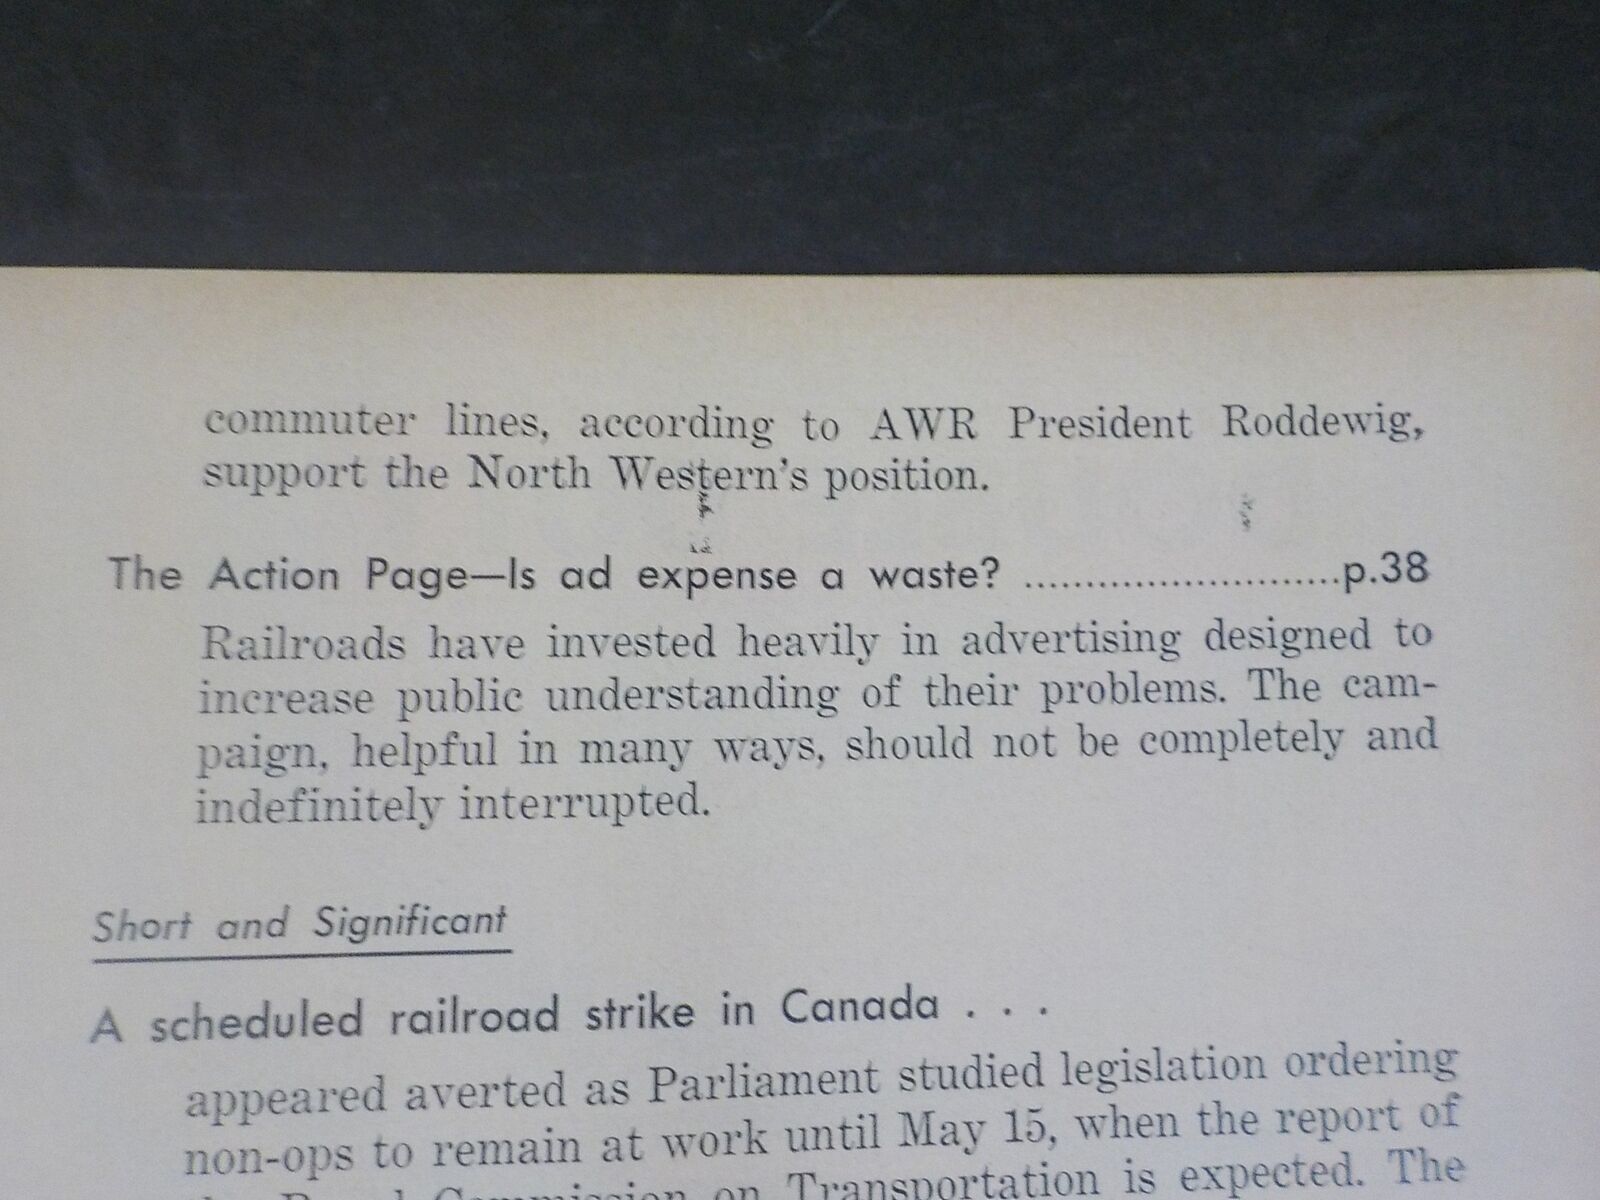 commuter lines, according to AWR President Roddewig,
support the North Western's position.
The Action Page—Is ad expense a waste? ..........................p.38
Railroads have invested heavily in advertising designed to
increase public understanding of their problems. The cam-
paign, helpful in many ways, should not be completely and
indefinitely interrupted.
Short and Significant
A scheduled railroad strike in Canada . . .
appeared averted as Parliament studied legislation ordering
non-ops to remain at work until May 15, when the report of
Commission on Transportation is expected. The